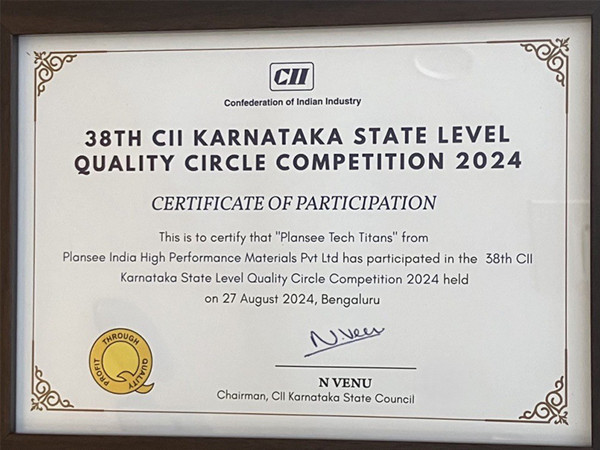 CII
Confederation of Indian Industry
38TH CII KARNATAKA STATE LEVEL
QUALITY CIRCLE COMPETITION 2024
CERTIFICATE OF PARTICIPATION
This is to certify that "Plansee Tech Titans" from
Plansee India High Performance Materials Pvt Ltd has participated in the 38th CII
Karnataka State Level Quality Circle Competition 2024 held
on 27 August 2024, Bengaluru
N.Veer
PROFIT THROUGH QUALITY
N VENU
Chairman, CII Karnataka State Council